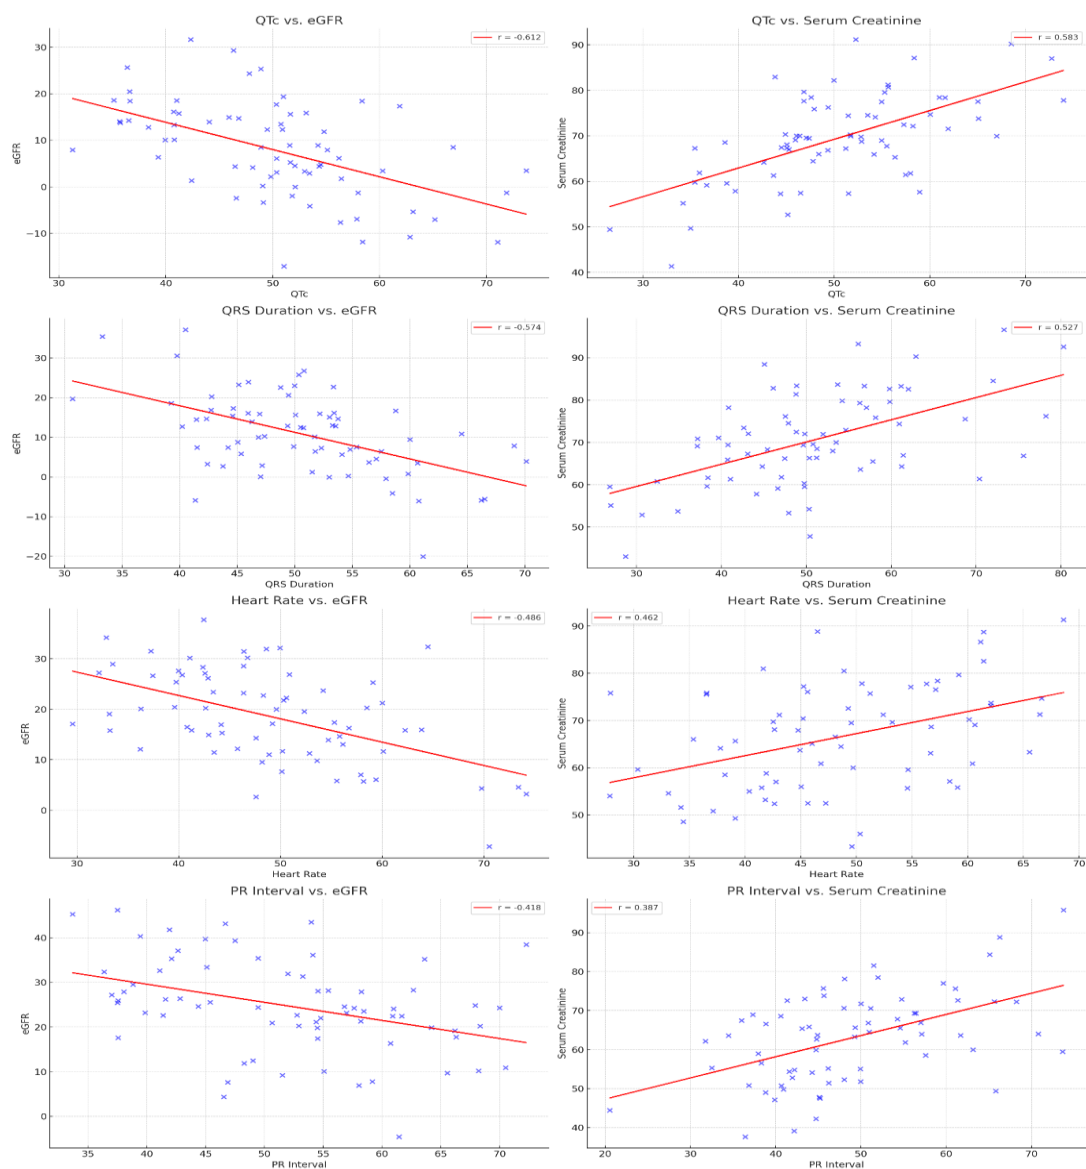 QTc vs. eGFR
r = -0.612
30
20
10
0
−10
eGFR
30
40
50
60
70
QTc
QTc vs. Serum Creatinine
r = 0.583
90
80
70
60
50
40
Serum Creatinine
30
40
50
60
70
QTc
QRS Duration vs. eGFR
r = -0.574
30
20
10
0
−10
−20
eGFR
30
35
40
45
50
55
60
65
70
QRS Duration
QRS Duration vs. Serum Creatinine
r = 0.527
90
80
70
60
50
Serum Creatinine
30
40
50
60
70
80
QRS Duration
Heart Rate vs. eGFR
r = -0.486
30
20
10
0
eGFR
30
40
50
60
70
Heart Rate
Heart Rate vs. Serum Creatinine
r = 0.462
90
80
70
60
50
Serum Creatinine
30
35
40
45
50
55
60
65
70
Heart Rate
PR Interval vs. eGFR
r = -0.418
40
30
20
10
0
eGFR
35
40
45
50
55
60
65
70
PR Interval
PR Interval vs. Serum Creatinine
r = 0.387
90
80
70
60
50
40
Serum Creatinine
20
30
40
50
60
70
PR Interval